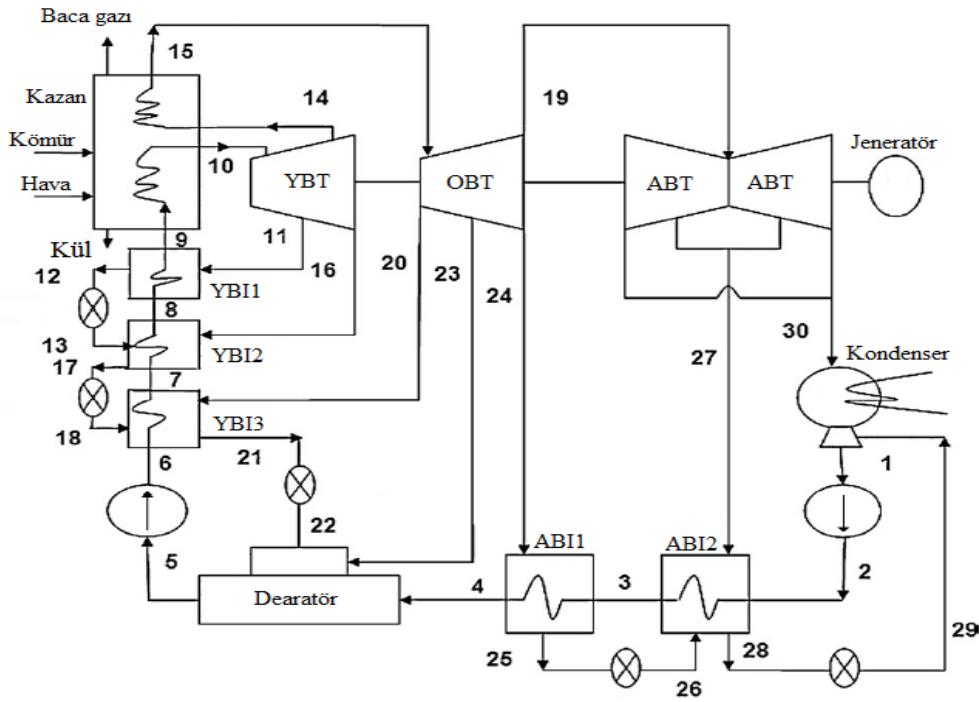 Baca gazı
15
Kazan
14
19
Kömür
10
YBT
OBT
ABT
ABT
Jeneratör
Hava
Kül
9
11
16
20
23
24
12
YBI1
8
13
YBI2
17
7
27
30
Kondenser
18
YBI3
6
21
1
22
ABI1
ABI2
5
Dearatör
4
3
2
25
26
28
29